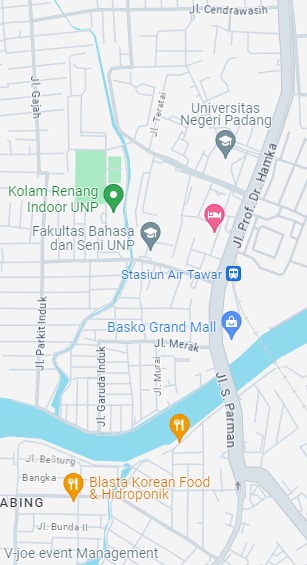 Jl. Cendrawasih
Jl. Gajah
Jl. Teratai
Universitas
Negeri Padang
Jl. Prof. Dr. Hamka
Kolam Renang
Indoor UNP
Fakultas Bahasa
dan Seni UNP
Stasiun Air Tawar
Jl. Parkit Induk
Basko Grand Mall
Jl. Merak
Jl. Garuda Induk
Jl. Murai
Jl. S. Parman
Jl. Belitung
Bangka
Blasta Korean Food
& Hidroponik
ABING
Jl. Bunda II
V-joe event Management